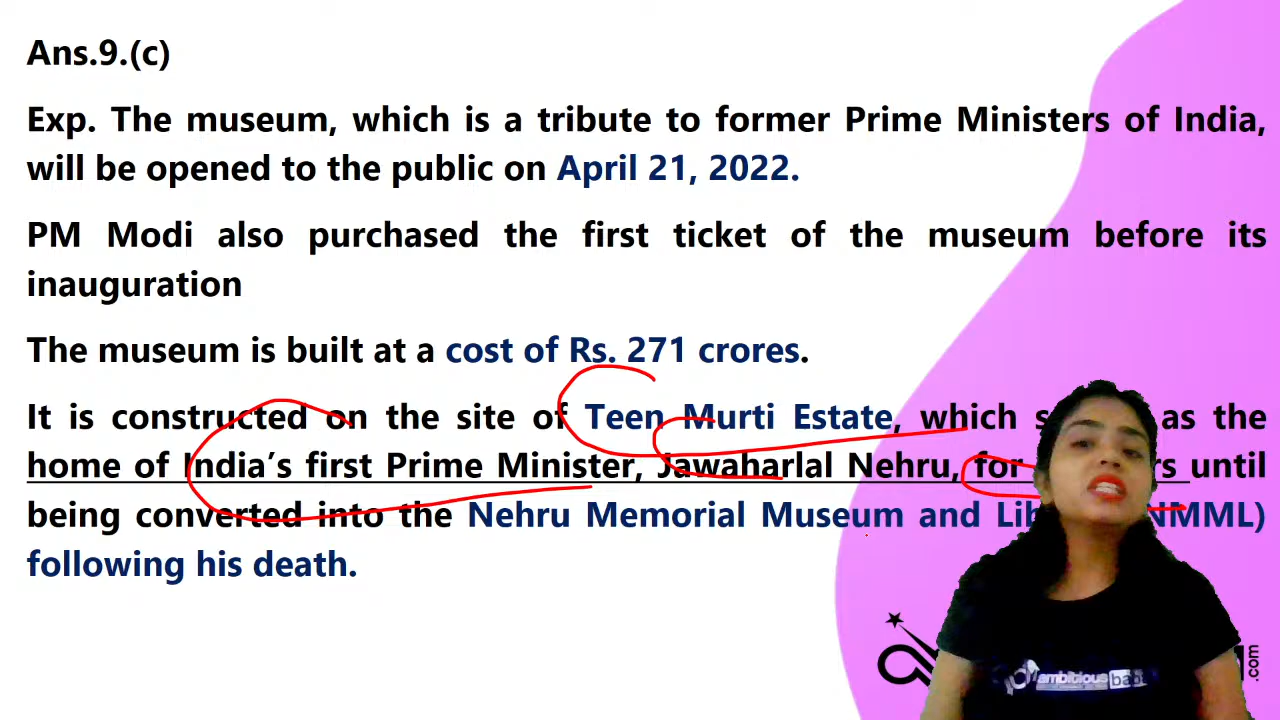 Ans.9.(c)
Exp. The museum, which is a tribute to former Prime Ministers of India,
will be opened to the public on April 21, 2022.
PM Modi also purchased the first ticket of the museum before its
inauguration
The museum is built at a cost of Rs. 271 crores.
It is constructed on the site of Teen Murti Estate, which as the
home of India's first Prime Minister, Jawaharlal Nehru, for until
being converted into the Nehru Memorial Museum and NMML)
following his death.
ambitious
.com